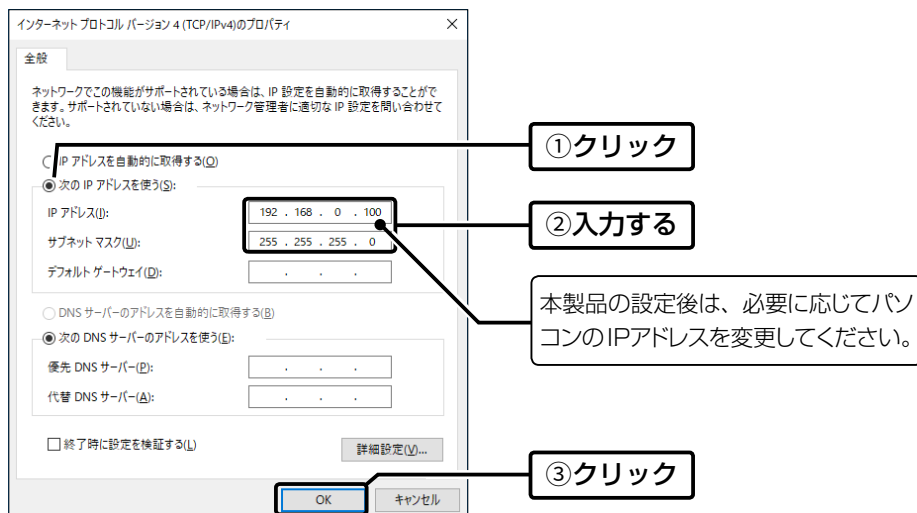 インターネット プロトコル バージョン 4 (TCP/IPv4)のプロパティ
全般
ネットワークでこの機能がサポートされている場合は、IP 設定を自動的に取得することがで
きます。サポートされていない場合は、ネットワーク管理者に適切な IP 設定を問い合わせて
ください。
IP アドレスを自動的に取得する(O)
次の IP アドレスを使う(S):
IP アドレス(I):
192 . 168 . 0 . 100
サブネット マスク(U):
255 . 255 . 255 . 0
デフォルト ゲートウェイ(D):
. . .
DNS サーバーのアドレスを自動的に取得する(B)
次の DNS サーバーのアドレスを使う(E):
優先 DNS サーバー(P):
. . .
代替 DNS サーバー(A):
. . .
終了時に設定を検証する(L)
詳細設定(V)...
OK
キャンセル
①クリック
②入力する
本製品の設定後は、必要に応じてパソ
コンのIPアドレスを変更してください。
③クリック